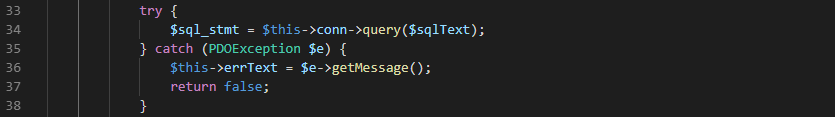 33 try {
34 $sql_stmt = $this->conn->query($sqlText);
35 } catch (PDOException $e) {
36 $this->errText = $e->getMessage();
37 return false;
38 }